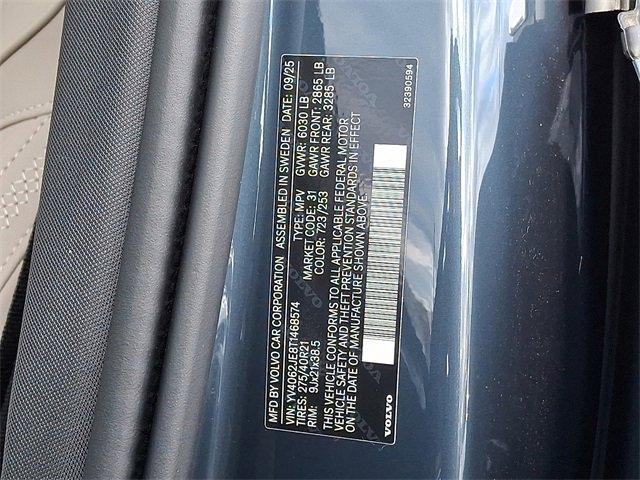 MFD BY VOLVO CAR CORPORATION ASSEMBLED IN SWEDEN DATE: 09/25
VIN: YV4062JE8T1468574 TYPE: MPV GVWR: 6030 LB
TIRES: 275/40R21 MARKET CODE: 31 GAWR FRONT: 2865 LB
RIM: 9Jx21x38.5 COLOR: 723/253 GAWR REAR: 3285 LB
THIS VEHICLE CONFORMS TO ALL APPLICABLE FEDERAL MOTOR
VEHICLE SAFETY AND THEFT PREVENTION STANDARDS IN EFFECT
ON THE DATE OF MANUFACTURE SHOWN ABOVE
VOLVO 32390594